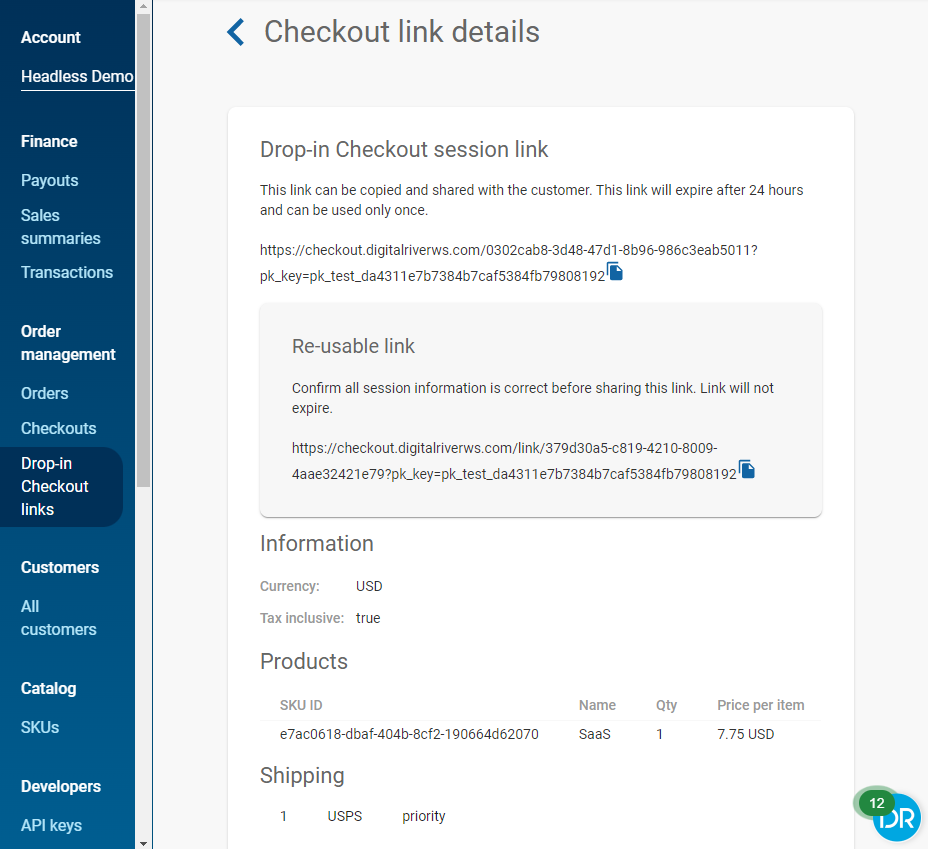 Account
Headless Demo
Finance
Payouts
Sales
summaries
Transactions
Order
management
Orders
Checkouts
Drop-in
Checkout
links
Customers
All
customers
Catalog
SKUs
Developers
API keys
Checkout link details
Drop-in Checkout session link
This link can be copied and shared with the customer. This link will expire after 24 hours
and can be used only once.
https://checkout.digitalriverws.com/0302cab8-3d48-47d1-8b96-986c3eab5011?
pk_key=pk_test_da4311e7b7384b7caf5384fb79808192
Re-usable link
Confirm all session information is correct before sharing this link. Link will not
expire.
https://checkout.digitalriverws.com/link/379d30a5-c819-4210-8009-
4aae32421e79?pk_key=pk_test_da4311e7b7384b7caf5384fb79808192
Information
Currency: USD
Tax inclusive: true
Products
SKU ID Name Qty Price per item
e7ac0618-dbaf-404b-8cf2-190664d62070 SaaS 1 7.75 USD
Shipping
1 USPS priority
12
DR